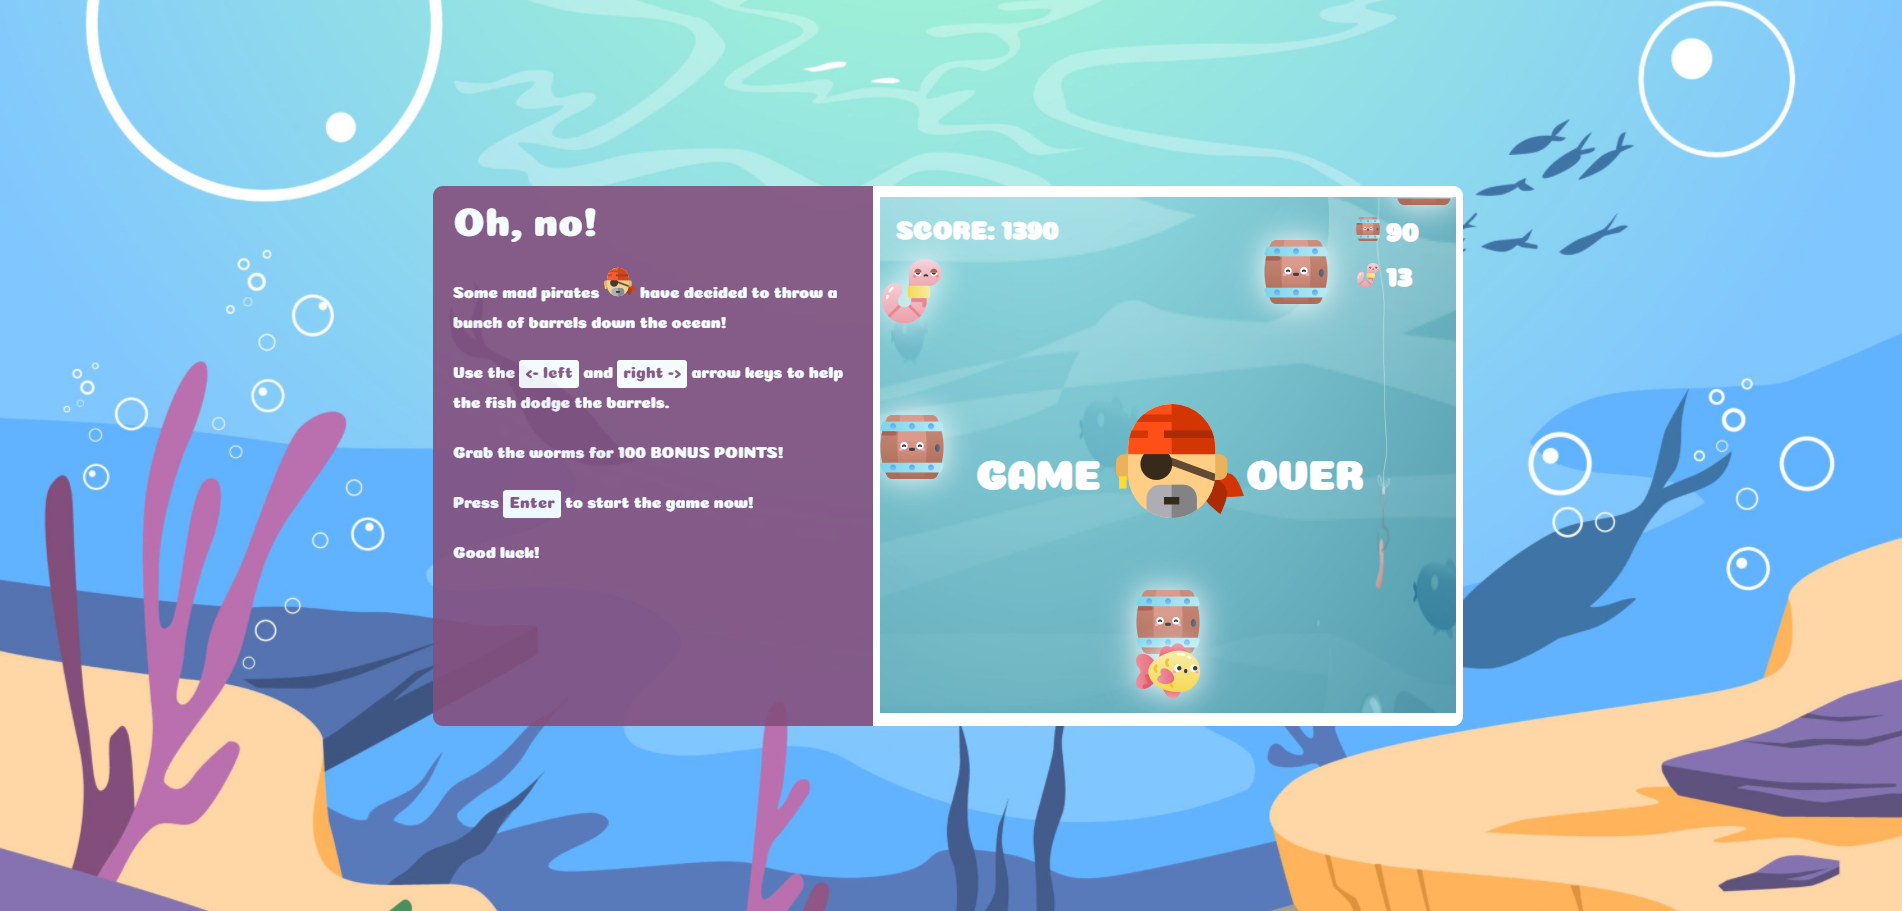 Oh, no!
Some mad pirates have decided to throw a
bunch of barrels down the ocean!
Use the <- left and right -> arrow keys to help
the fish dodge the barrels.
Grab the worms for 100 BONUS POINTS!
Press Enter to start the game now!
Good luck!
SCORE: 1390
90
13
GAME OVER